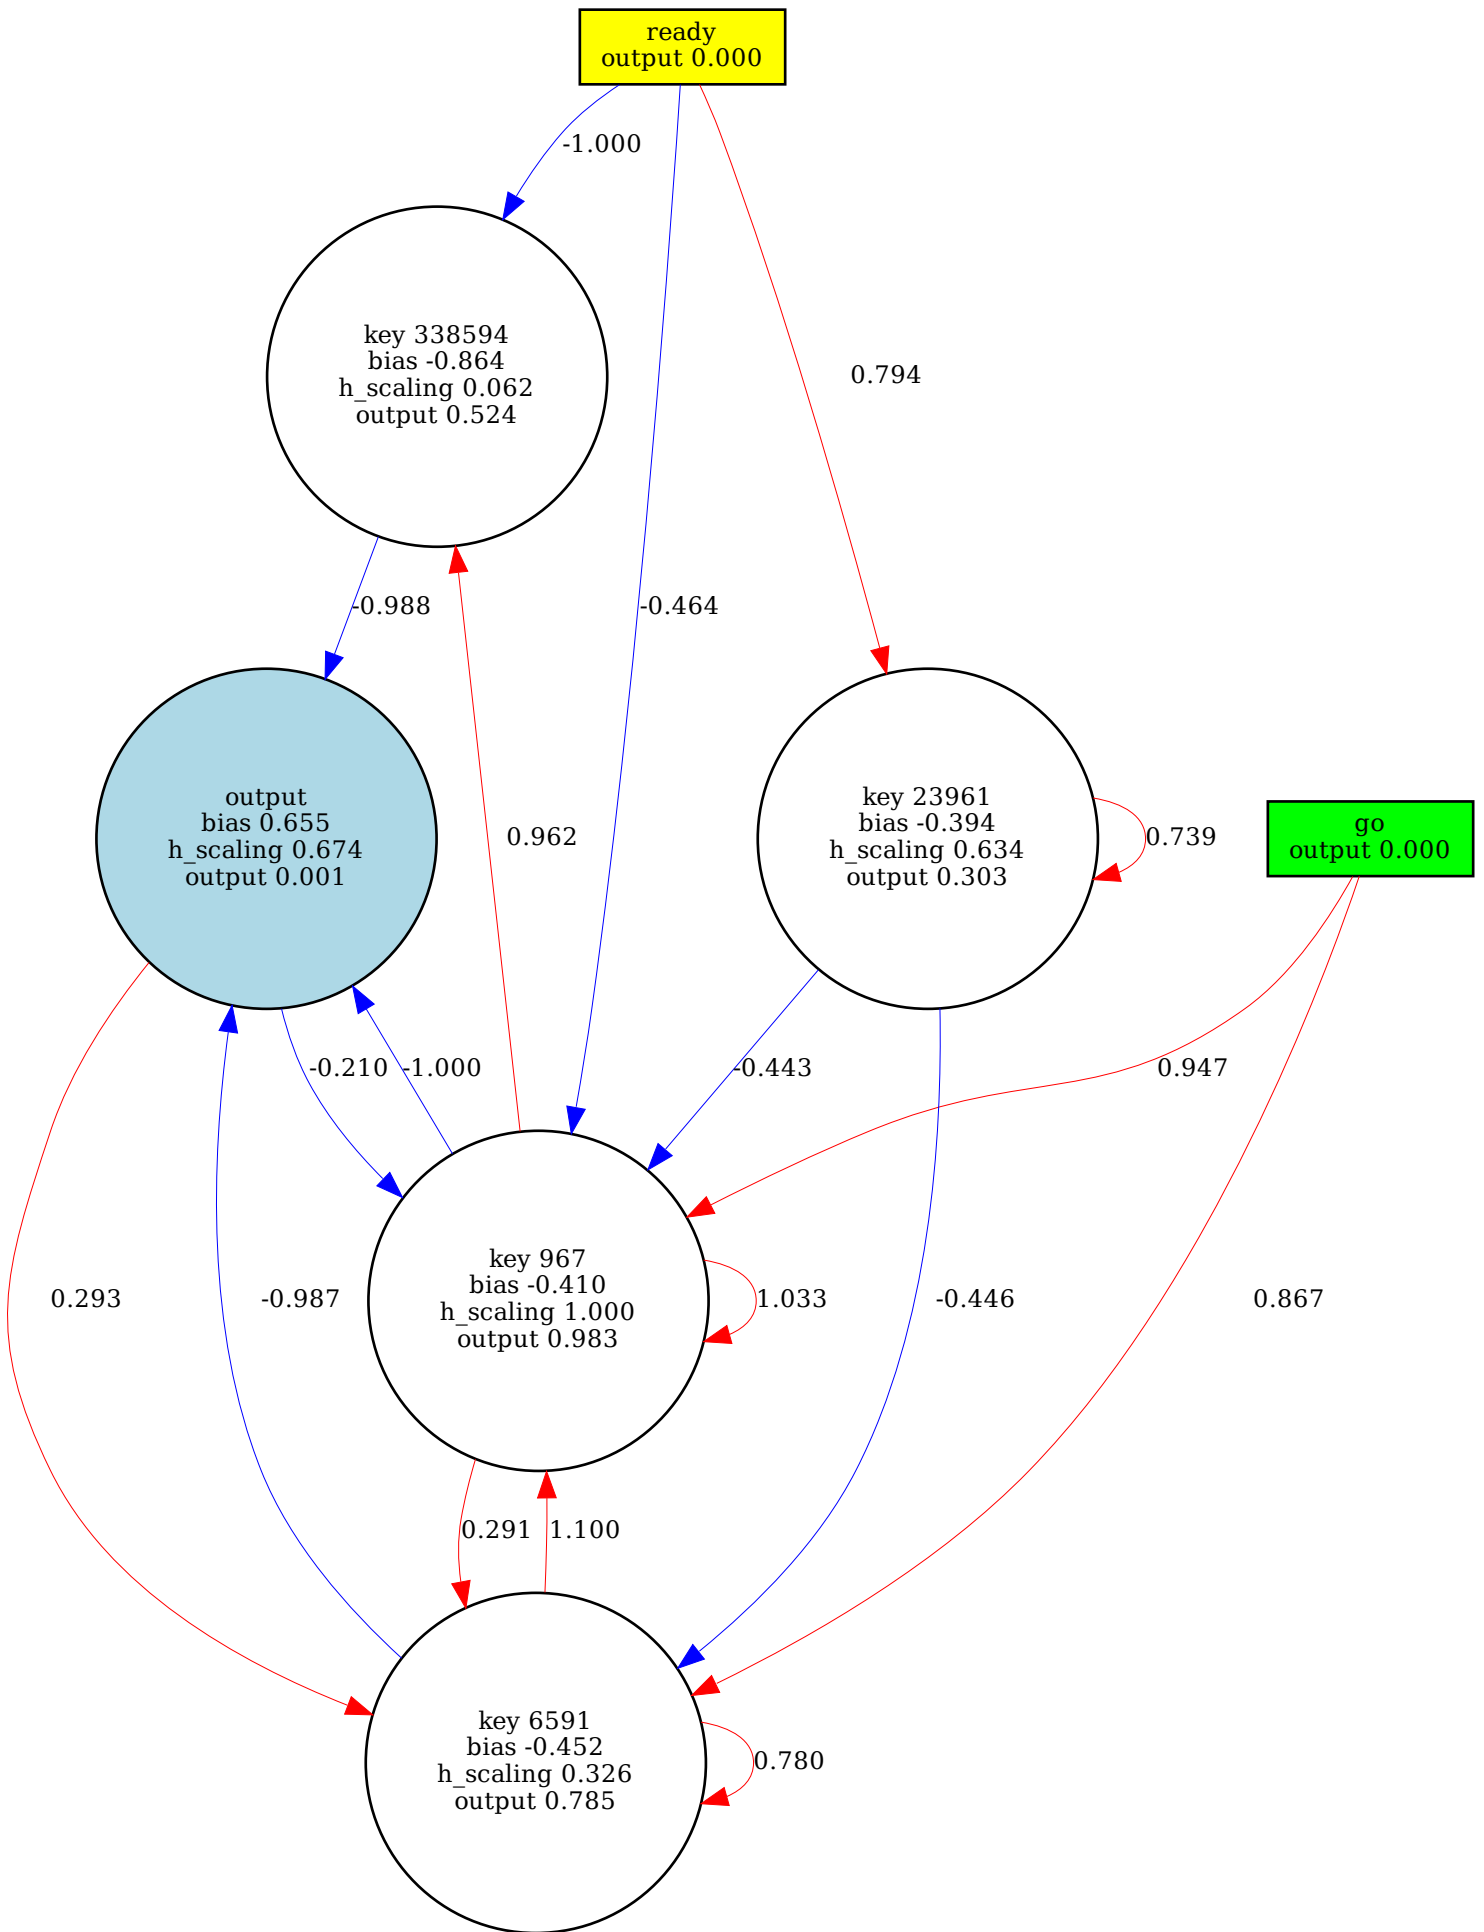 ready
output 0.000
-1.000
key 338594
bias -0.864
h_scaling 0.062
output 0.524
0.794
-0.988
-0.464
output
bias 0.655
h_scaling 0.674
output 0.001
0.962
key 23961
bias -0.394
h_scaling 0.634
output 0.303
0.739
go
output 0.000
-0.210
-1.000
-0.443
0.947
key 967
bias -0.410
h_scaling 1.000
output 0.983
0.293
-0.987
1.033
-0.446
0.867
0.291
1.100
key 6591
bias -0.452
h_scaling 0.326
output 0.785
0.780